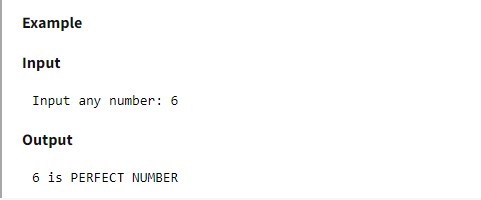 Example
Input
Input any number: 6
Output
6 is PERFECT NUMBER